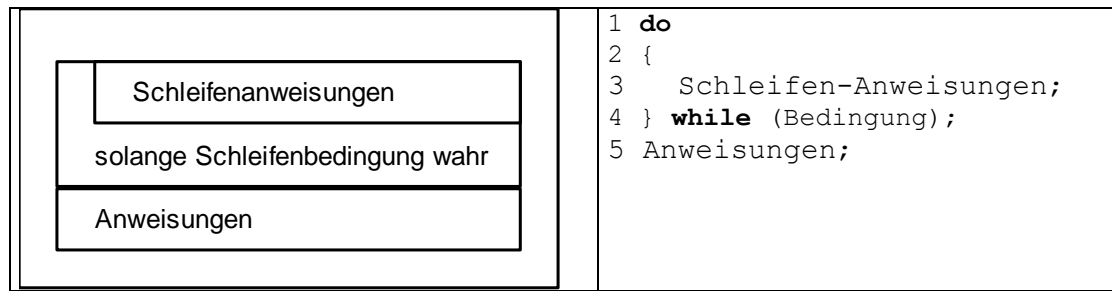 Schleifenanweisungen
solange Schleifenbedingung wahr
Anweisungen
1 do
2 {
3   Schleifen-Anweisungen;
4 } while (Bedingung);
5 Anweisungen;